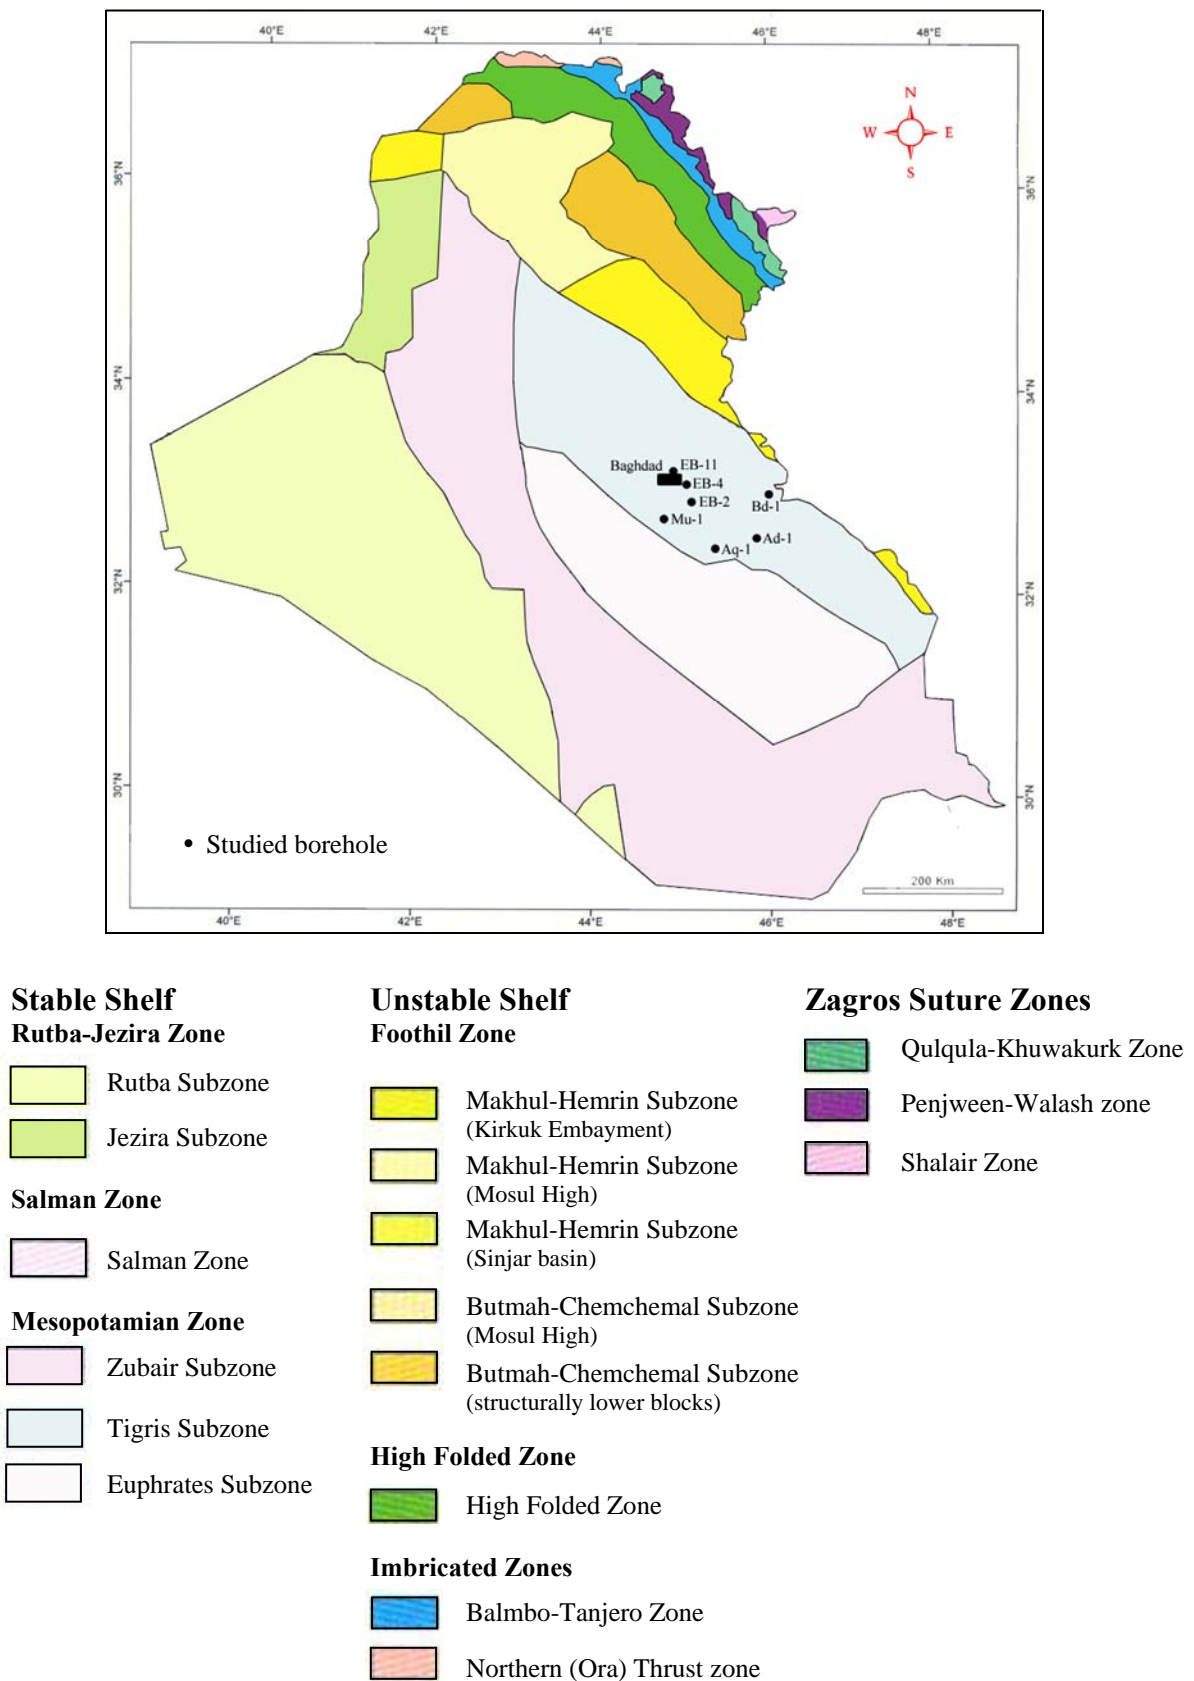 40°E 42°E 44°E 46°E 48°E
N
W E
S
36°N 36°N
34°N 34°N
Baghdad EB-11
EB-4
EB-2 Bd-1
Mu-1
Aq-1 Ad-1
32°N 32°N
30°N 30°N
• Studied borehole
200 Km
40°E 42°E 44°E 46°E 48°E
Stable Shelf
Rutba-Jezira Zone
Rutba Subzone
Jezira Subzone
Salman Zone
Salman Zone
Mesopotamian Zone
Zubair Subzone
Tigris Subzone
Euphrates Subzone
Unstable Shelf
Foothil Zone
Makhul-Hemrin Subzone
(Kirkuk Embayment)
Makhul-Hemrin Subzone
(Mosul High)
Makhul-Hemrin Subzone
(Sinjar basin)
Butmah-Chemchemal Subzone
(Mosul High)
Butmah-Chemchemal Subzone
(structurally lower blocks)
High Folded Zone
High Folded Zone
Imbricated Zones
Balmbo-Tanjero Zone
Northern (Ora) Thrust zone
Zagros Suture Zones
Qulqula-Khuwakurk Zone
Penjween-Walash zone
Shalair Zone